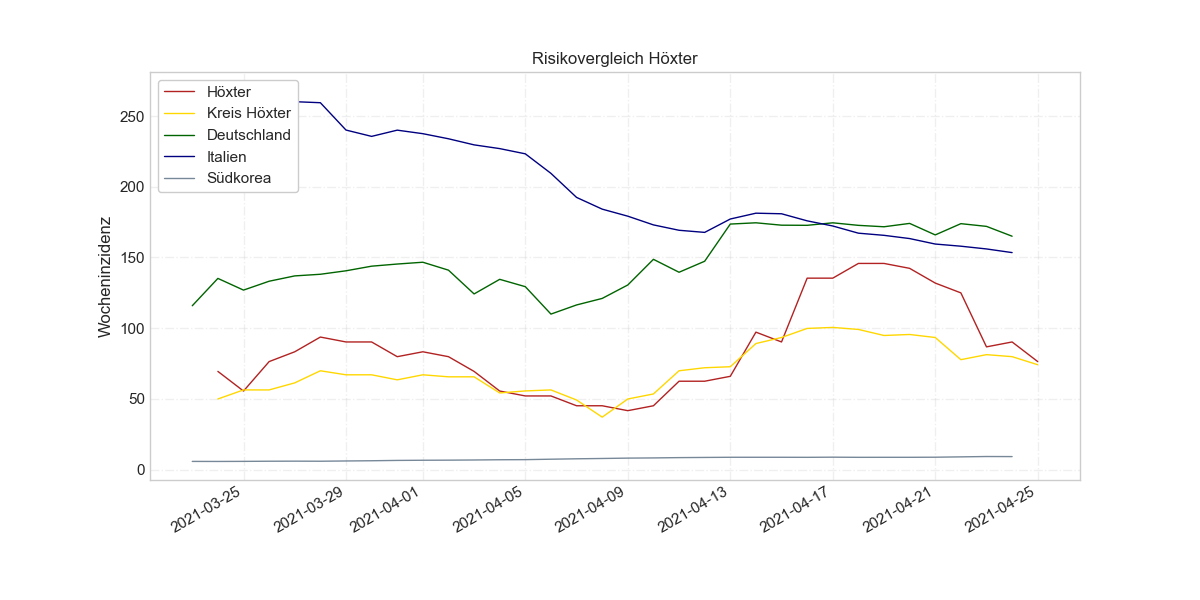 Risikovergleich Höxter
Höxter
Kreis Höxter
Deutschland
Italien
Südkorea
Wocheninzidenz
250
200
150
100
50
0
2021-03-25
2021-03-29
2021-04-01
2021-04-05
2021-04-09
2021-04-13
2021-04-17
2021-04-21
2021-04-25